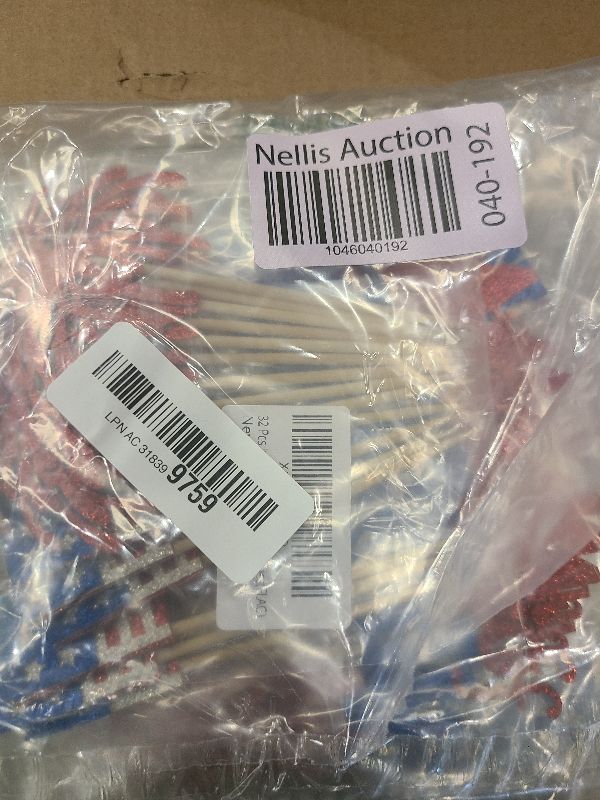 Nellis Auction
1046040192
040-192
LPN AC 31839 9759
32 Pcs